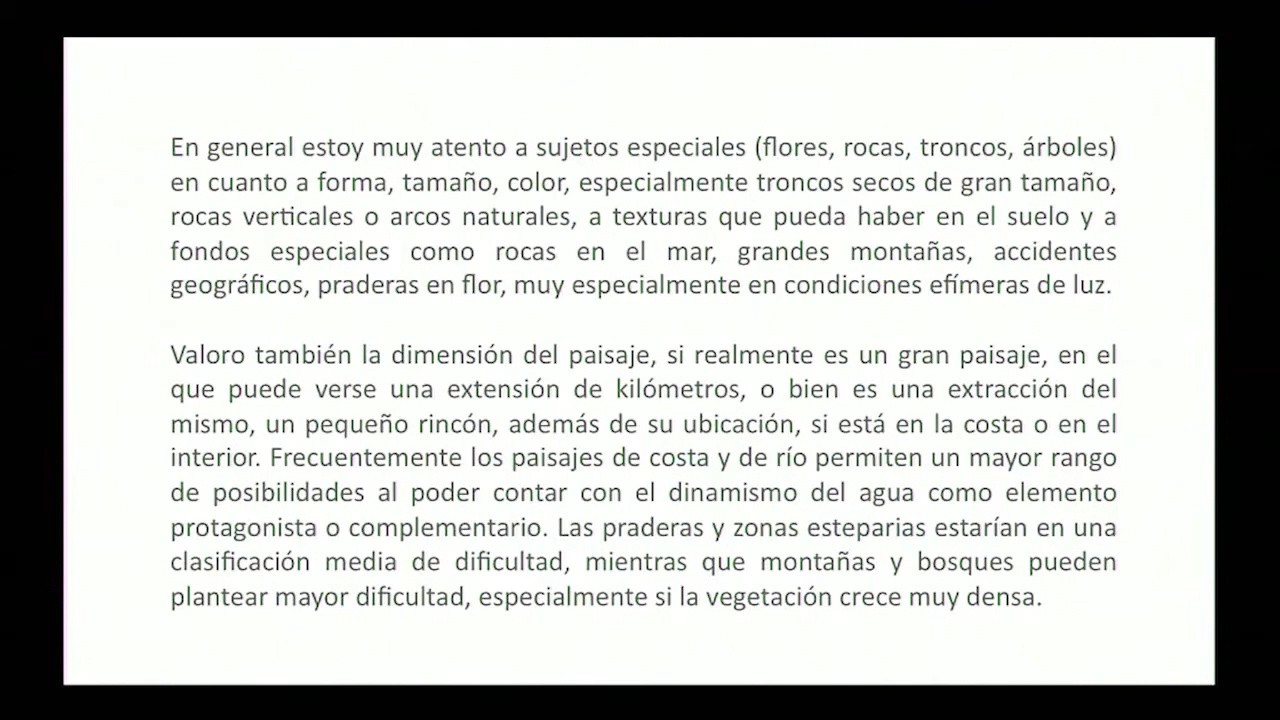 En general estoy muy atento a sujetos especiales (flores, rocas, troncos, árboles)
en cuanto a forma, tamaño, color, especialmente troncos secos de gran tamaño,
rocas verticales o arcos naturales, a texturas que pueda haber en el suelo y a
fondos especiales como rocas en el mar, grandes montañas, accidentes
geográficos, praderas en flor, muy especialmente en condiciones efímeras de luz.
Valoro también la dimensión del paisaje, si realmente es un gran paisaje, en el
que puede verse una extensión de kilómetros, o bien es una extracción del
mismo, un pequeño rincón, además de su ubicación, si está en la costa o en el
interior. Frecuentemente los paisajes de costa y de río permiten un mayor rango
de posibilidades al poder contar con el dinamismo del agua como elemento
protagonista o complementario. Las praderas y zonas esteparias estarían en una
clasificación media de dificultad, mientras que montañas y bosques pueden
plantear mayor dificultad, especialmente si la vegetación crece muy densa.